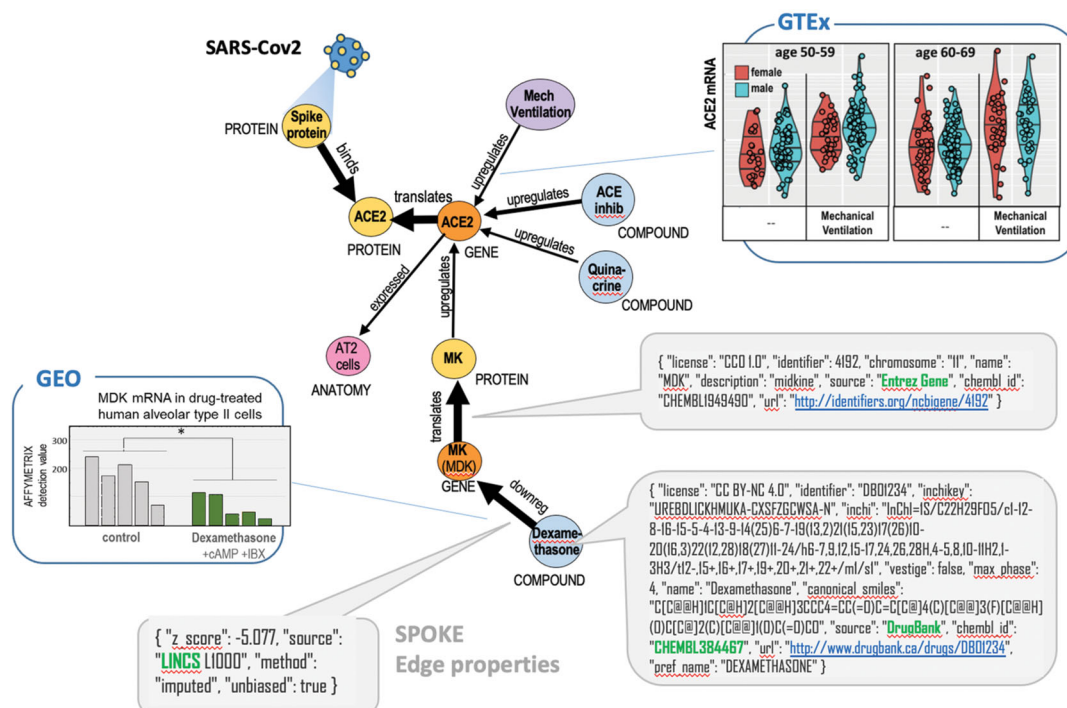 GTEx
SARS-Cov2
age 50-59
age 60-69
female
male
ACE2 mRNA
--
Mechanical
Ventilation
--
Mechanical
Ventilation
Mech
Ventilation
PROTEIN
Spike
protein
binds
upregulates
translates
ACE2
PROTEIN
ACE2
GENE
upregulates
ACE
inhib
COMPOUND
upregulates
Quina-
crine
COMPOUND
expressed
upregulates
AT2
cells
ANATOMY
MK
PROTEIN
translates
MK
(MDK)
GENE
downreg
Dexame-
thasone
COMPOUND
GEO
MDK mRNA in drug-treated
human alveolar type II cells
AFFYMETRIX
detection value
300
200
*
control
Dexamethasone
+cAMP +IBX
{ "license": "CC0 1.0", "identifier": 4192, "chromosome": "11", "name":
"MDK", "description": "midkine", "source": "Entrez Gene", "chembl_id":
"CHEMBL1949490", "url": "http://identifiers.org/ncbigene/4192" }
{ "license": "CC BY-NC 4.0", "identifier": "DB01234", "inchikey":
"UREBDLICKHMUKA-CXSFZGCWSA-N", "inchi": "InChI=1S/C22H29FO5/c1-12-
8-16-15-5-4-13-9-14(25)6-7-19(13,2)21(15,23)17(26)10-
20(16,3)22(12,28)18(27)11-24/h6-7,9,12,15-17,24,26,28H,4-5,8,10-11H2,1-
3H3/t12-,15+,16+,17+,19+,20+,21+,22+/m1/s1", "vestige": false, "max_phase":
4, "name": "Dexamethasone", "canonical_smiles":
"C[C@@H]1C[C@H]2[C@@H]3CCC4=CC(=O)C=C[C@]4(C)[C@@]3(F)[C@@H]
(O)C[C@]2(C)[C@@]1(O)C(=O)CO", "source": "DrugBank", "chembl_id":
"CHEMBL384467", "url": "http://www.drugbank.ca/drugs/DB01234",
"pref_name": "DEXAMETHASONE" }
{ "z_score": -5.077, "source":
"LINCS L1000", "method":
"imputed", "unbiased": true }
SPOKE
Edge properties